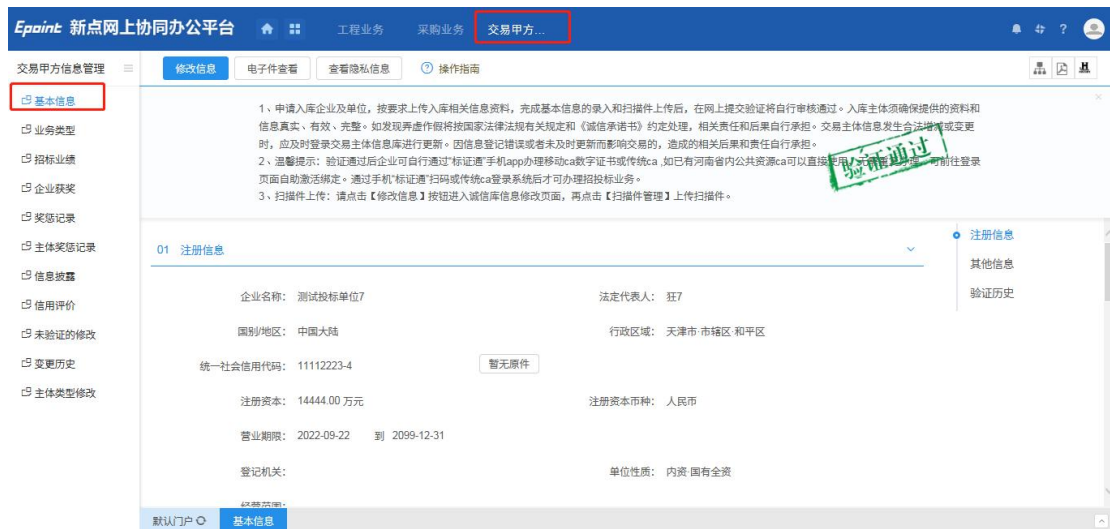 Epoint 新点网上协同办公平台 工程业务 采购业务 交易甲方...
交易甲方信息管理 修改信息 电子件查看 查看隐私信息 操作指南
基本信息
业务类型
招标业绩
企业获奖
奖惩记录
主体奖惩记录
信息披露
信用评价
未验证的修改
变更历史
主体类型修改
1、申请入库企业及单位，按要求上传入库相关信息资料，完成基本信息的录入和扫描件上传后，在网上提交验证将自行审核通过。入库主体须确保提供的资料和
信息真实、有效、完整。如发现弄虚作假将按国家法律法规有关规定和《诚信承诺书》约定处理，相关责任和后果自行承担。交易主体信息发生合法增减或变更
时，应及时登录交易主体信息库进行更新。因信息登记错误或者未及时更新而影响交易的，造成的相关后果和责任自行承担。
2、温馨提示：验证通过后企业可自行通过“标证通”手机app办理移动ca数字证书或传统ca ,如已有河南省内公共资源ca可以直接使用，无需重复办理，可前往登录
页面自助激活绑定。通过手机“标证通”扫码或传统ca登录系统后才可办理招投标业务。
3、扫描件上传：请点击【修改信息】按钮进入诚信库信息修改页面，再点击【扫描件管理】上传扫描件。
验证通过
01 注册信息
注册信息
其他信息
验证历史
企业名称： 测试投标单位7 法定代表人： 狂7
国别/地区： 中国大陆 行政区域： 天津市·市辖区·和平区
统一社会信用代码： 11112223-4 暂无原件
注册资本： 14444.00 万元 注册资本币种： 人民币
营业期限： 2022-09-22 到 2099-12-31
登记机关： 单位性质： 内资·国有全资
经营范围：
默认门户 基本信息